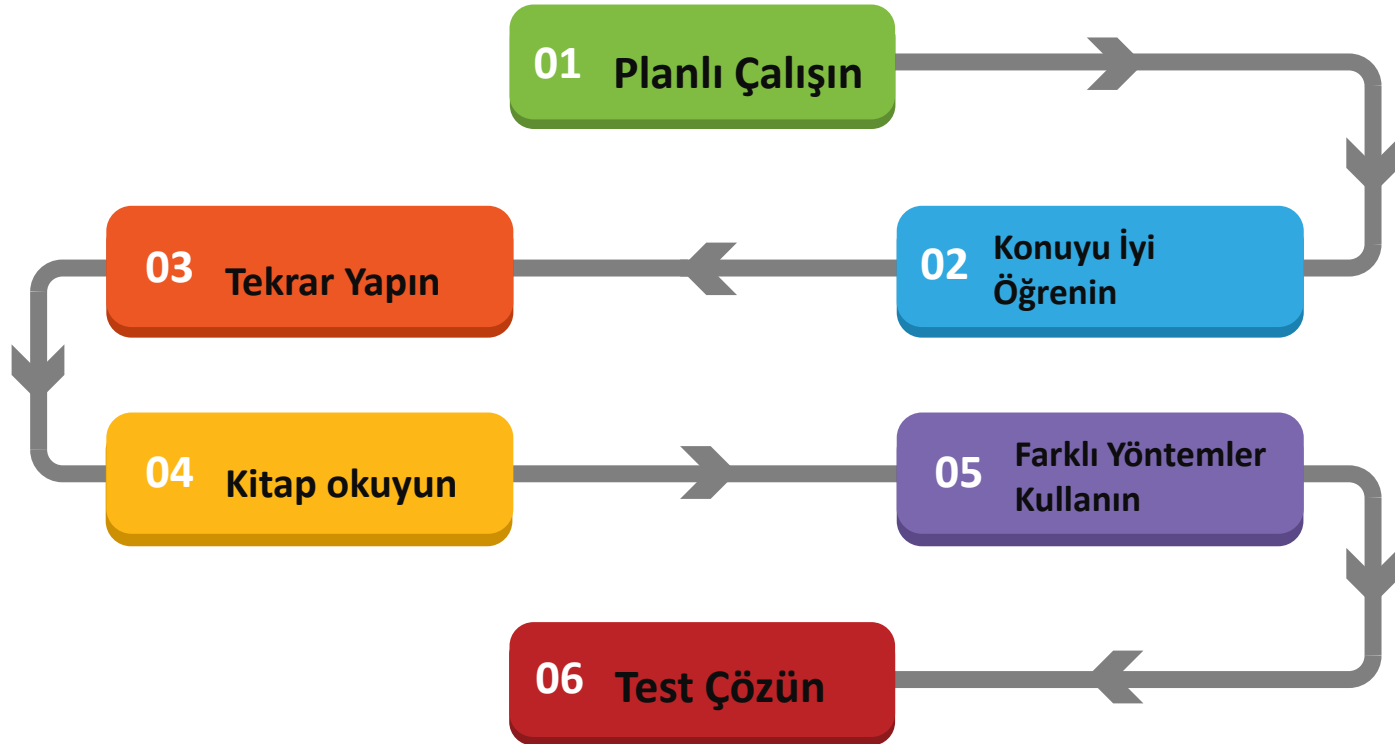 01 Planlı Çalışın
02 Konuyu İyi
Öğrenin
03 Tekrar Yapın
04 Kitap okuyun
05 Farklı Yöntemler
Kullanın
06 Test Çözün